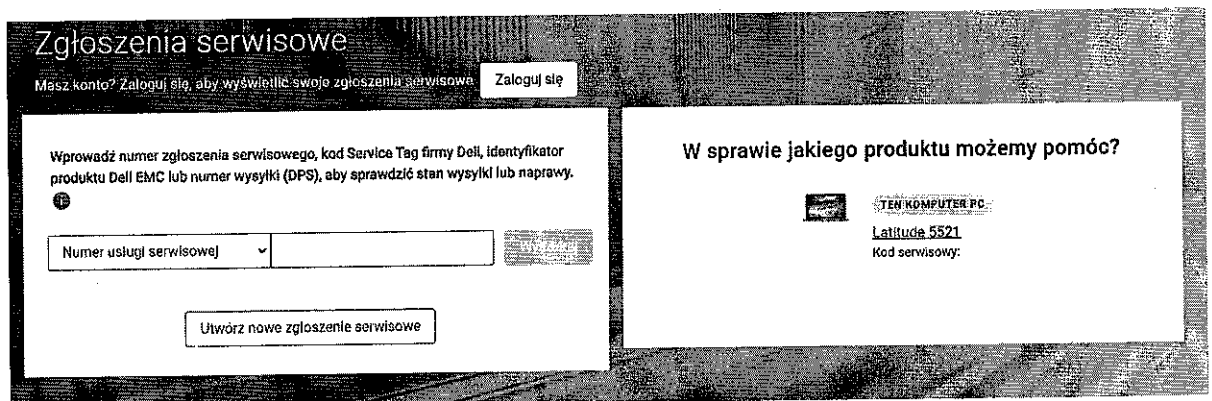 Zgłoszenia serwisowe
Masz konto? Zaloguj się, aby wyświetlić swoje zgłoszenia serwisowe
Zaloguj się
Wprowadź numer zgłoszenia serwisowego, kod Service Tag firmy Dell, identyfikator
produktu Dell EMC lub numer wysyłki (DPS), aby sprawdzić stan wysyłki lub naprawy.
Numer usługi serwisowej
Utwórz nowe zgłoszenie serwisowe
W sprawie jakiego produktu możemy pomóc?
TEN KOMPUTER PC
Latitude 5521
Kod serwisowy: